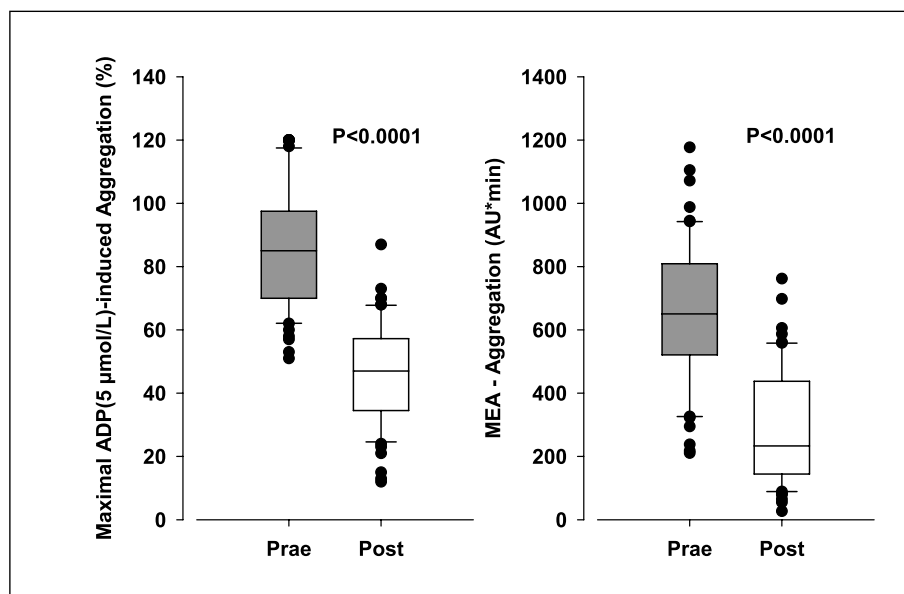 Maximal ADP(5 µmol/L)-induced Aggregation (%)
140
120
100
80
60
40
20
0
P<0.0001
Prae
Post
MEA - Aggregation (AU*min)
1400
1200
1000
800
600
400
200
0
P<0.0001
Prae
Post